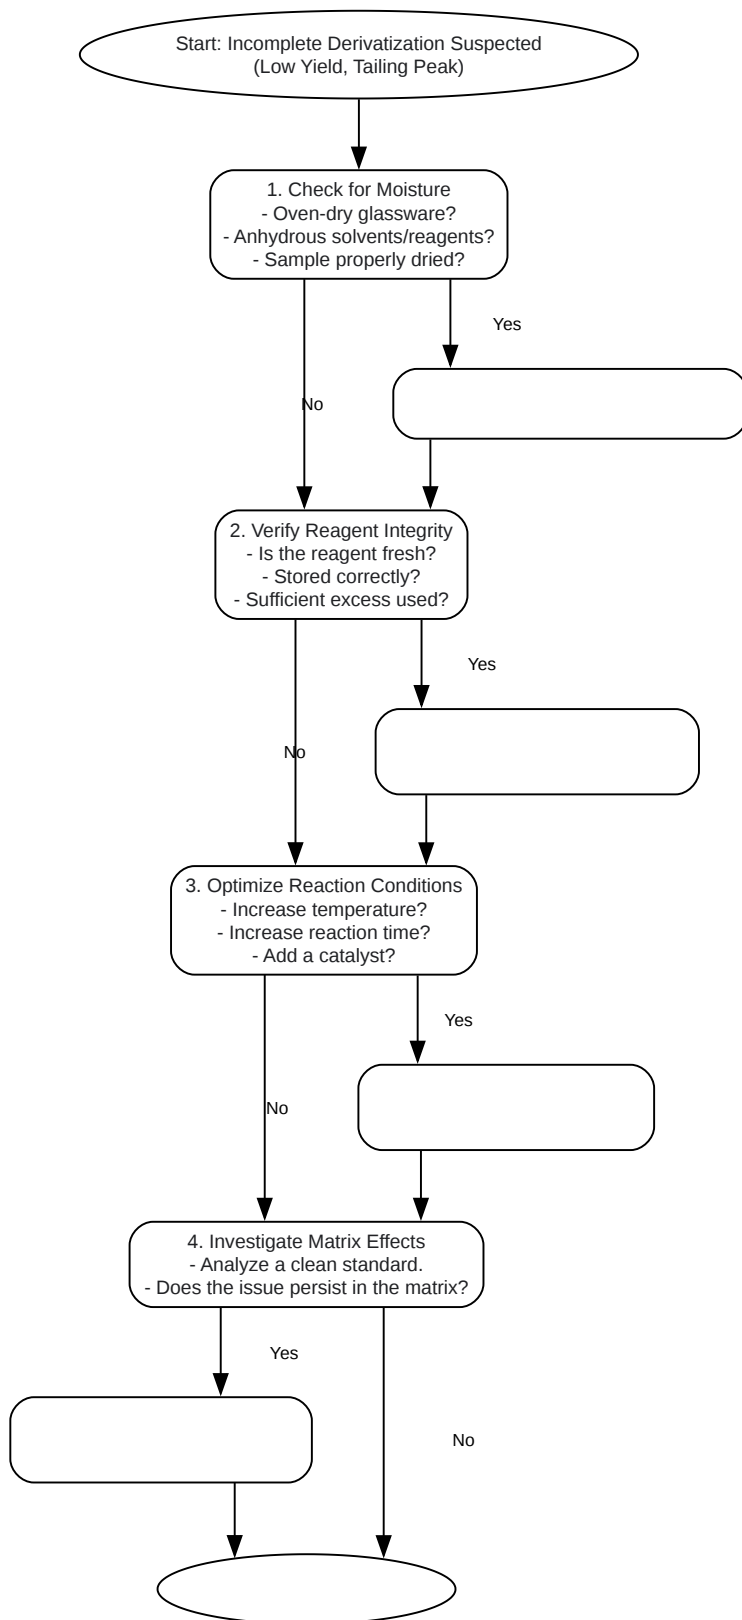 Start: Incomplete Derivatization Suspected
(Low Yield, Tailing Peak)
1. Check for Moisture
- Oven-dry glassware?
- Anhydrous solvents/reagents?
- Sample properly dried?
Yes
No
2. Verify Reagent Integrity
- Is the reagent fresh?
- Stored correctly?
- Sufficient excess used?
Yes
No
3. Optimize Reaction Conditions
- Increase temperature?
- Increase reaction time?
- Add a catalyst?
Yes
No
4. Investigate Matrix Effects
- Analyze a clean standard.
- Does the issue persist in the matrix?
Yes
No